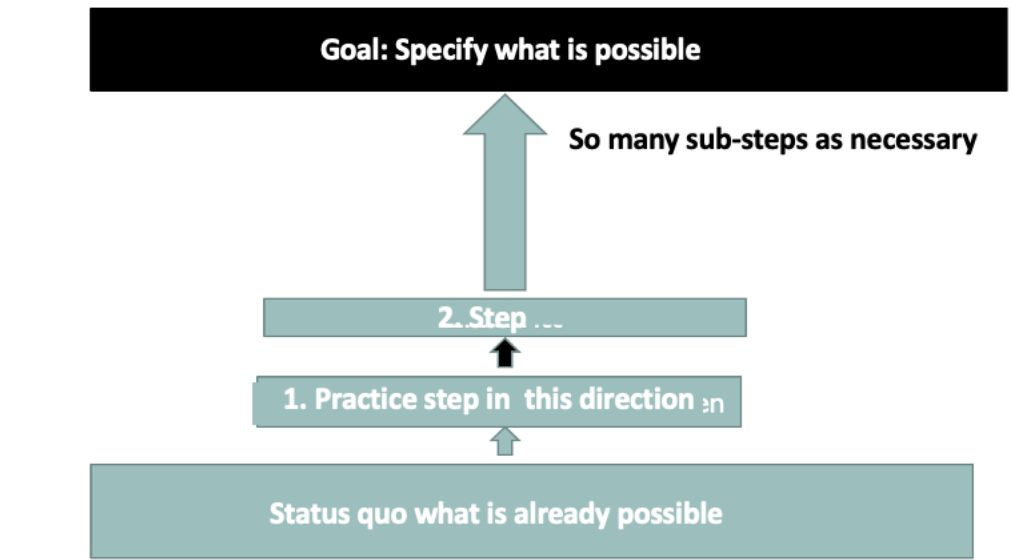 Goal: Specify what is possible
So many sub-steps as necessary
2. Step
1. Practice step in this direction en
Status quo what is already possible